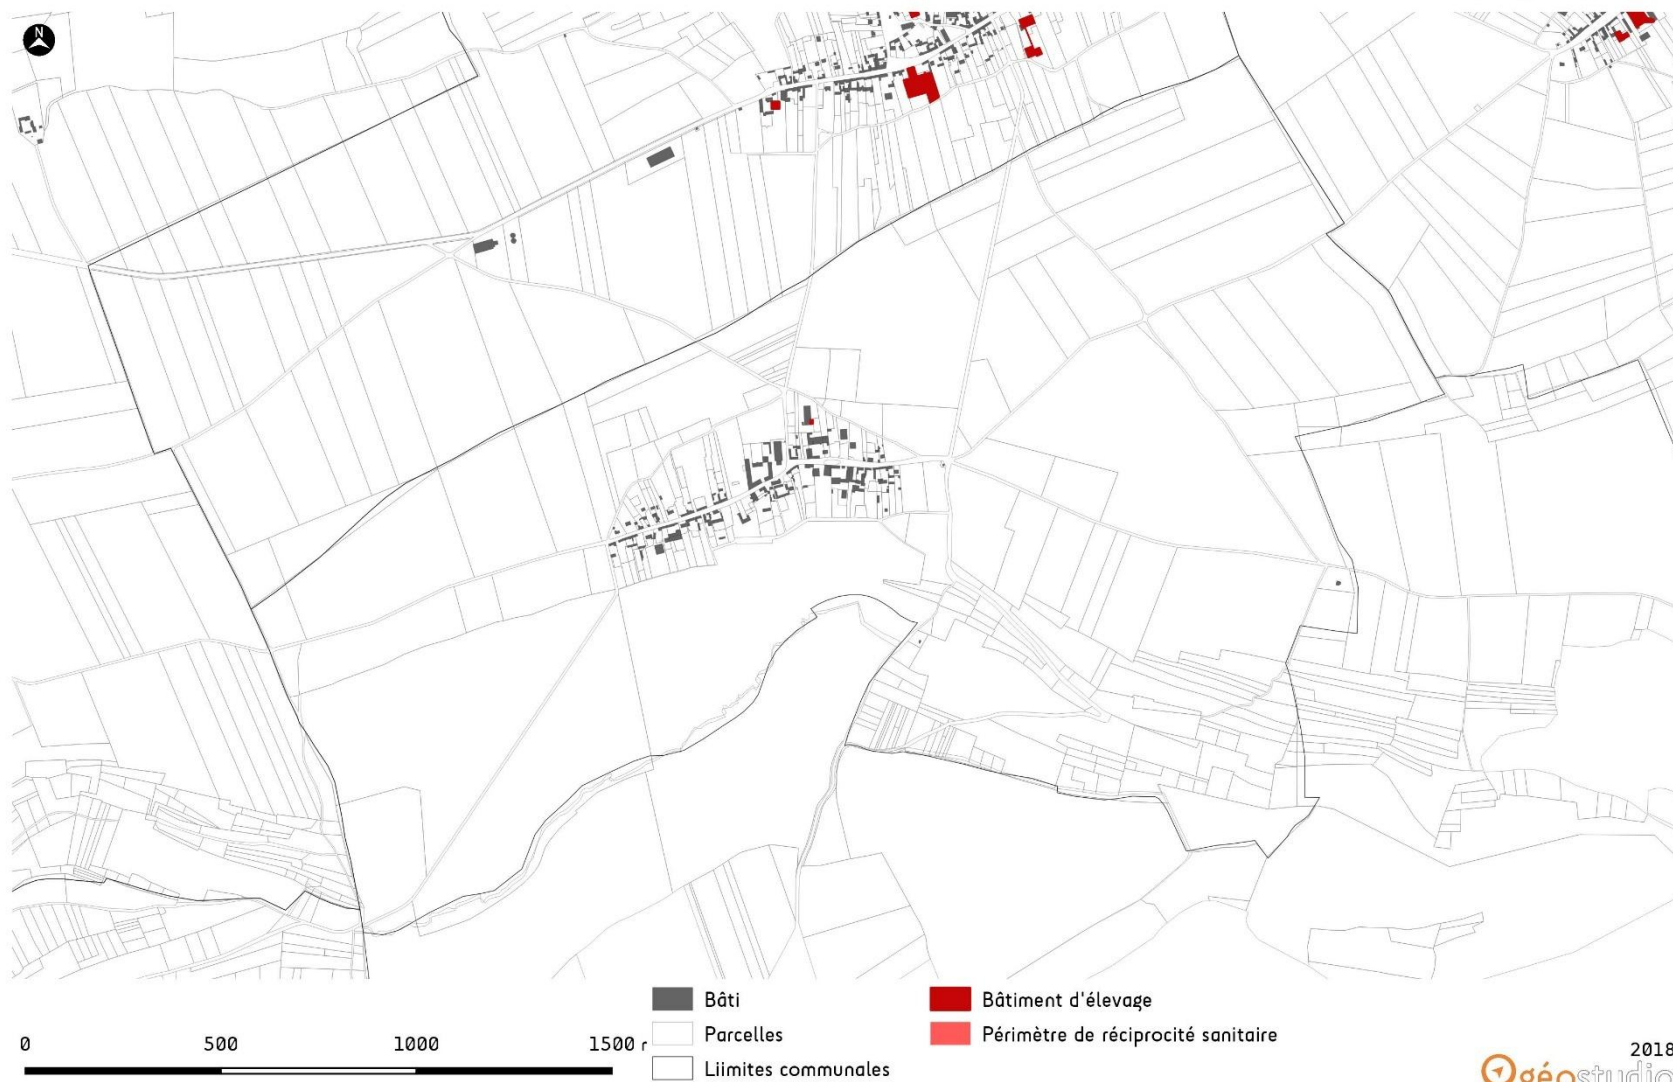 N
Bâti
Bâtiment d'élevage
Parcelles
Périmètre de réciprocité sanitaire
Liimites communales
0 500 1000 1500
2018
géostudio